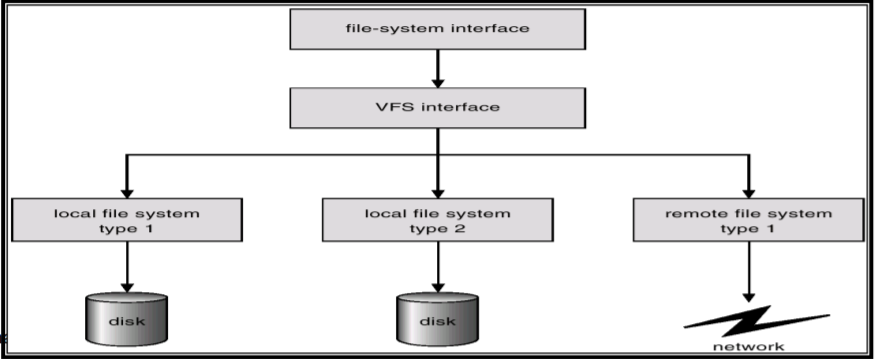 file-system interface
VFS interface
local file system
type 1
local file system
type 2
remote file system
type 1
disk
disk
network